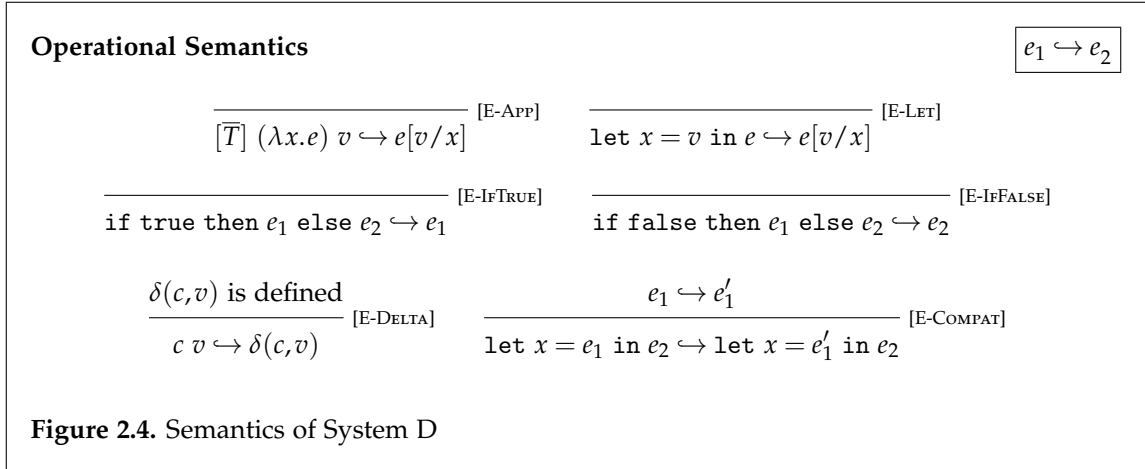 Operational Semantics e₁ ↪ e₂
[T̅] (λx.e) v ↪ e[v/x] [E-App] let x = v in e ↪ e[v/x] [E-Let]
if true then e₁ else e₂ ↪ e₁ [E-IfTrue] if false then e₁ else e₂ ↪ e₂ [E-IfFalse]
δ(c,v) is defined e₁ ↪ e₁′
c v ↪ δ(c,v) [E-Delta] let x = e₁ in e₂ ↪ let x = e₁′ in e₂ [E-Compat]
Figure 2.4. Semantics of System D